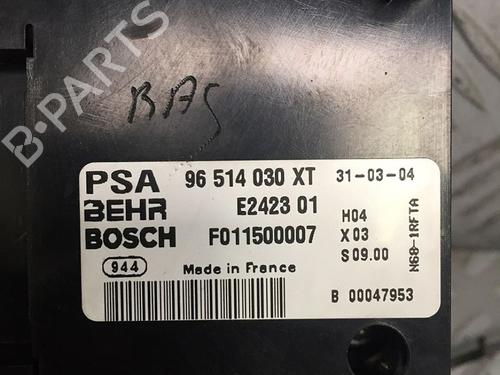 B-PARTS
BAS
PSA 96 514 030 XT 31-03-04
BEHR E2423 01 H04
BOSCH F011500007 X03
S09.00
N68-1RFTA
944 Made in France
B 00047953